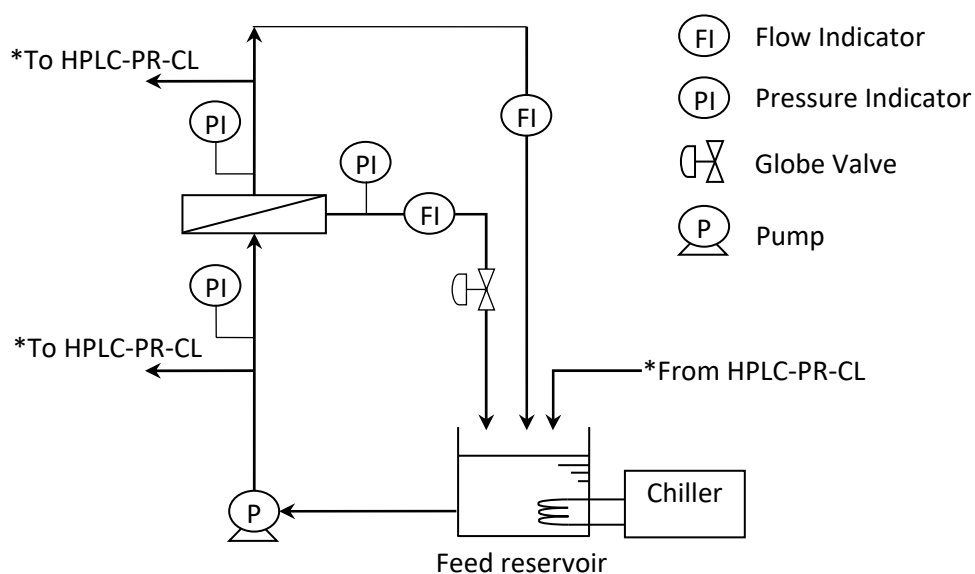 FI Flow Indicator
*To HPLC-PR-CL
PI Pressure Indicator
FI
PI
PI
Globe Valve
FI
P Pump
PI
*To HPLC-PR-CL
*From HPLC-PR-CL
Chiller
P
Feed reservoir